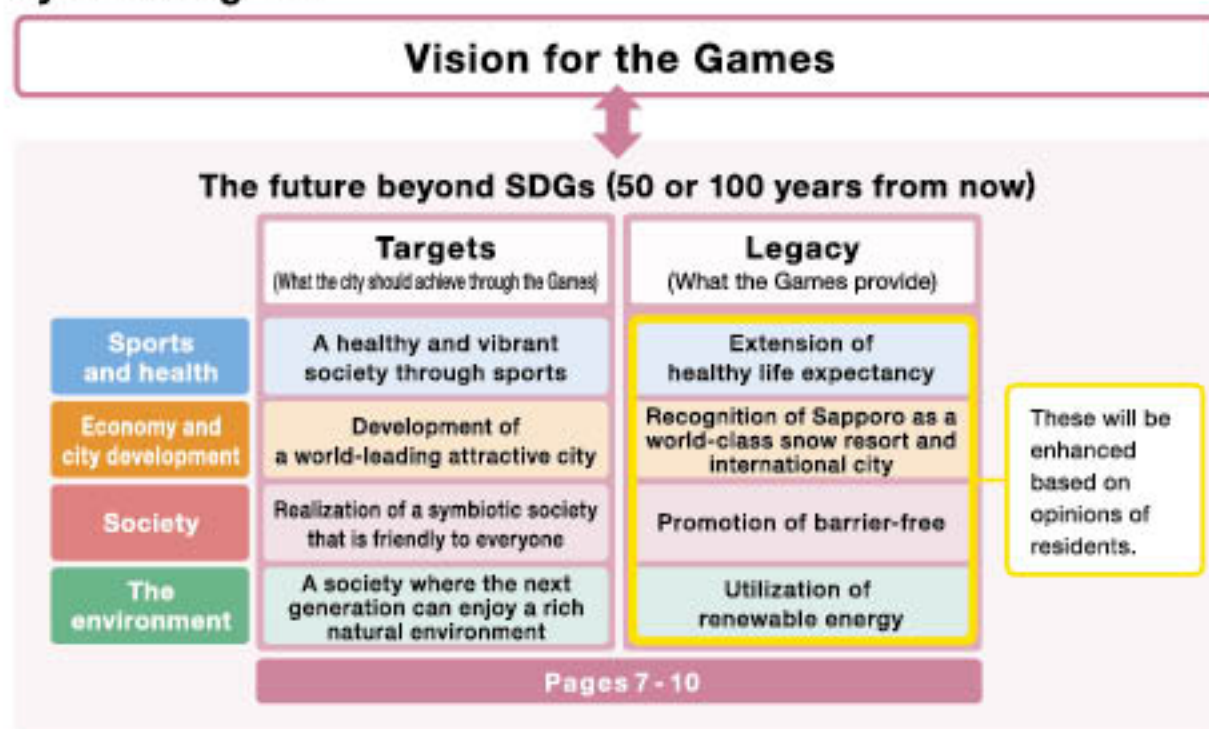 Vision for the Games
The future beyond SDGs (50 or 100 years from now)
Targets
(What the city should achieve through the Games)
Legacy
(What the Games provide)
Sports
and health
A healthy and vibrant
society through sports
Extension of
healthy life expectancy
Economy and
city development
Development of
a world-leading attractive city
Recognition of Sapporo as a
world-class snow resort and
international city
Society
Realization of a symbiotic society
that is friendly to everyone
Promotion of barrier-free
The
environment
A society where the next
generation can enjoy a rich
natural environment
Utilization of
renewable energy
These will be
enhanced
based on
opinions of
residents.
Pages 7 - 10